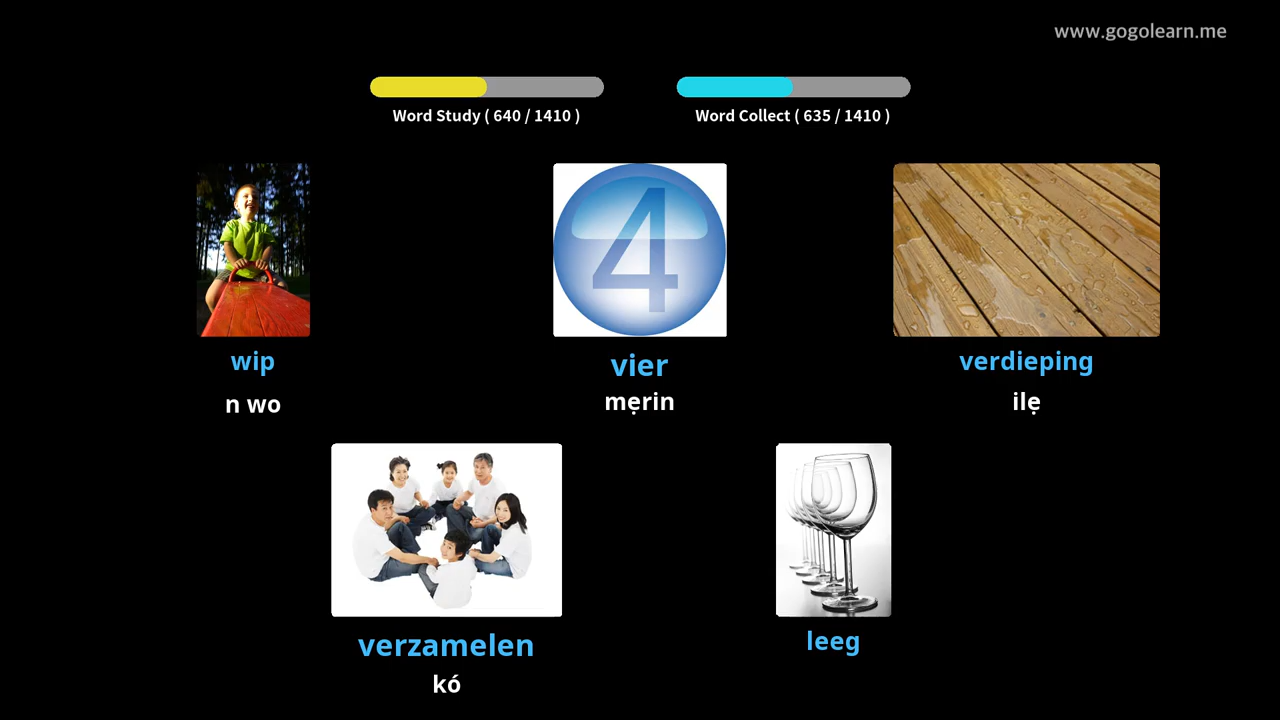 www.gogolearn.me
Word Study ( 640 / 1410 )
Word Collect ( 635 / 1410 )
4
wip
n wo
vier
mẹrin
verdieping
ilẹ
verzamelen
kó
leeg